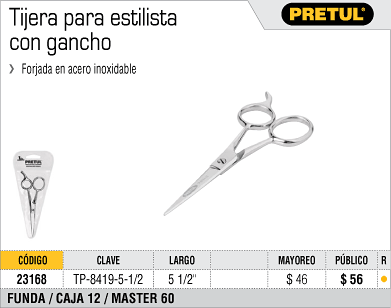 Tijera para estilista
con gancho
PRETUL®
› Forjada en acero inoxidable
PRETUL
CÓDIGO CLAVE LARGO MAYOREO PÚBLICO R
23168 TP-8419-5-1/2 5 1/2" $ 46 $ 56 •
FUNDA / CAJA 12 / MASTER 60